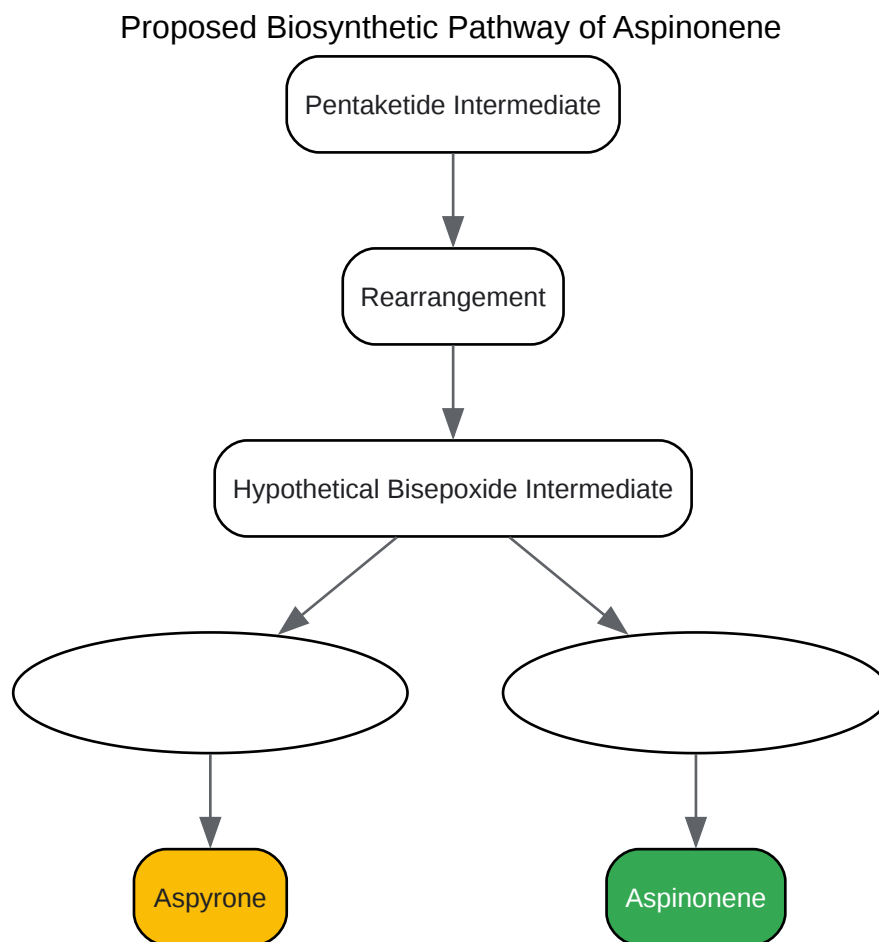 Proposed Biosynthetic Pathway of Aspinonene
Pentaketide Intermediate
Rearrangement
Hypothetical Bisepoxide Intermediate
Aspyrone
Aspinonene